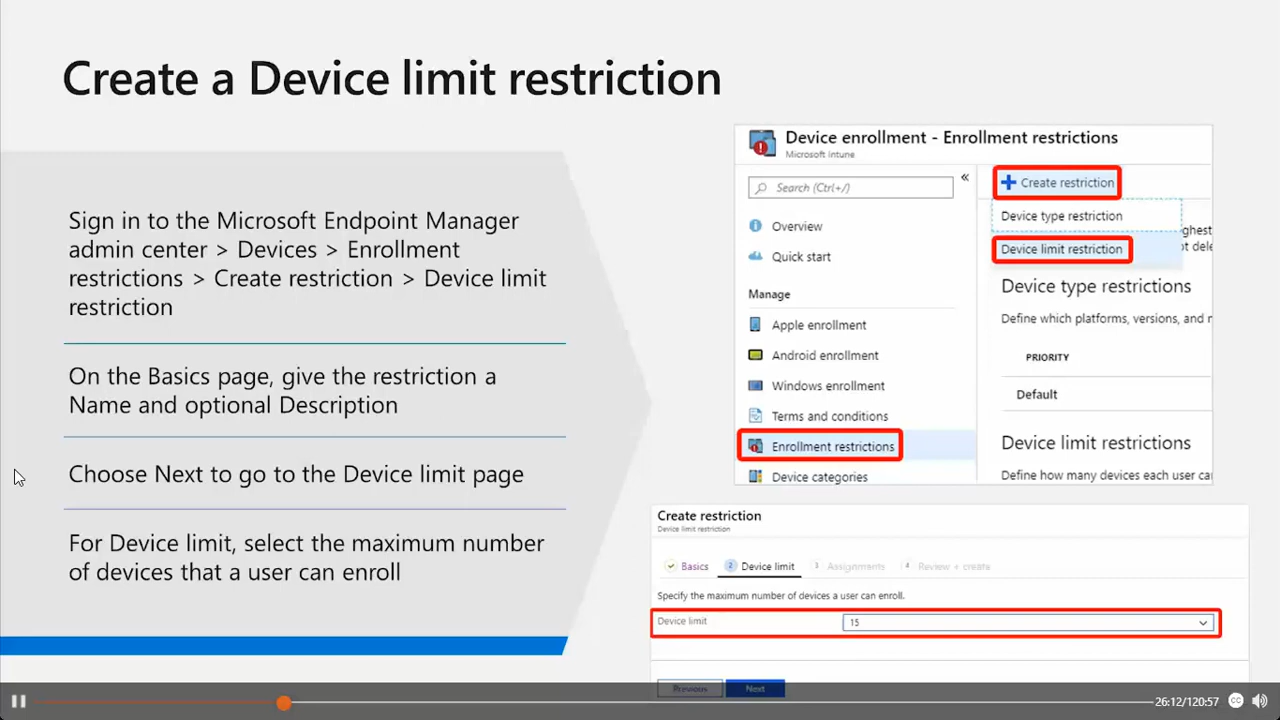 Create a Device limit restriction
Sign in to the Microsoft Endpoint Manager
admin center > Devices > Enrollment
restrictions > Create restriction > Device limit
restriction
On the Basics page, give the restriction a
Name and optional Description
Choose Next to go to the Device limit page
For Device limit, select the maximum number
of devices that a user can enroll
Device enrollment - Enrollment restrictions
Microsoft Intune
Search (Ctrl+/)
«
Overview
Quick start
Manage
Apple enrollment
Android enrollment
Windows enrollment
Terms and conditions
Enrollment restrictions
Device categories
Create restriction
Device type restriction
Device limit restriction
Device type restrictions
Define which platforms, versions, and
PRIORITY
Default
Device limit restrictions
Define how many devices each user
Create restriction
Device limit restriction
Basics
2 Device limit
3 Assignments
4 Review + create
Specify the maximum number of devices a user can enroll.
Device limit
15
Previous
Next
26:12/120:57
CC